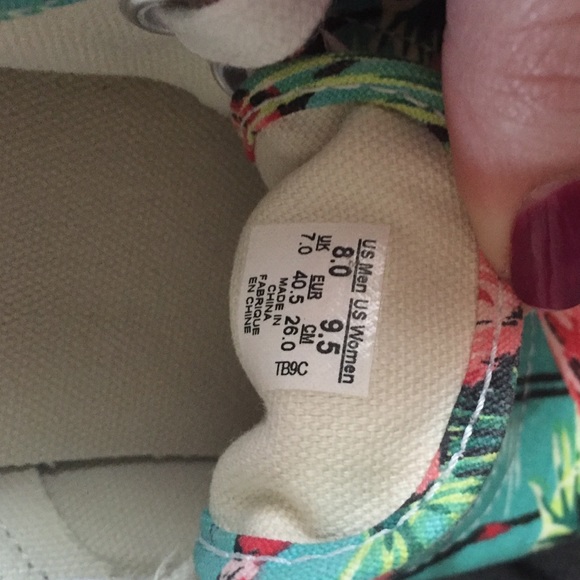 US Men US Women
8.0 9.5
UK EUR CM
7.0 40.5 26.0
MADE IN
CHINA
FABRIQUE
EN CHINE
TB9C